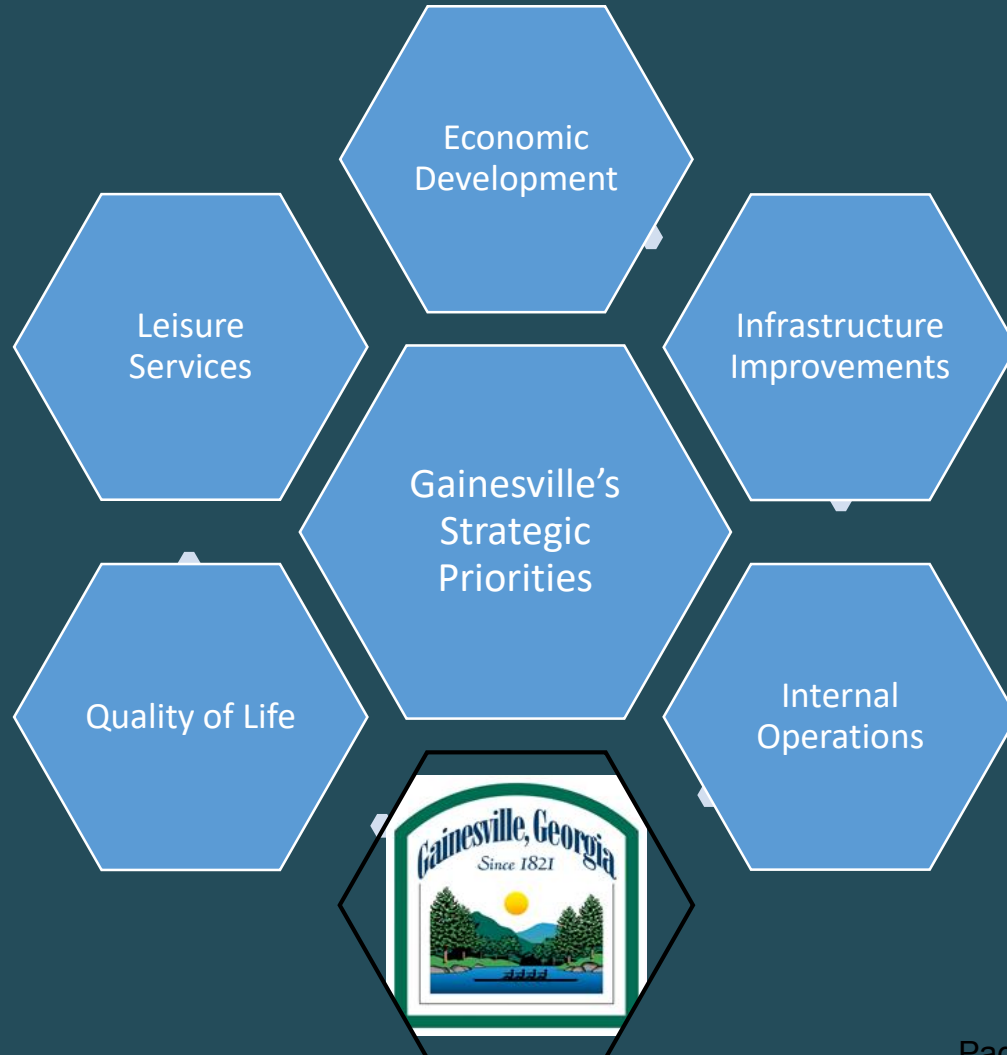 Economic
Development
Leisure
Services
Infrastructure
Improvements
Gainesville’s
Strategic
Priorities
Quality of Life
Internal
Operations
Gainesville, Georgia
Since 1821